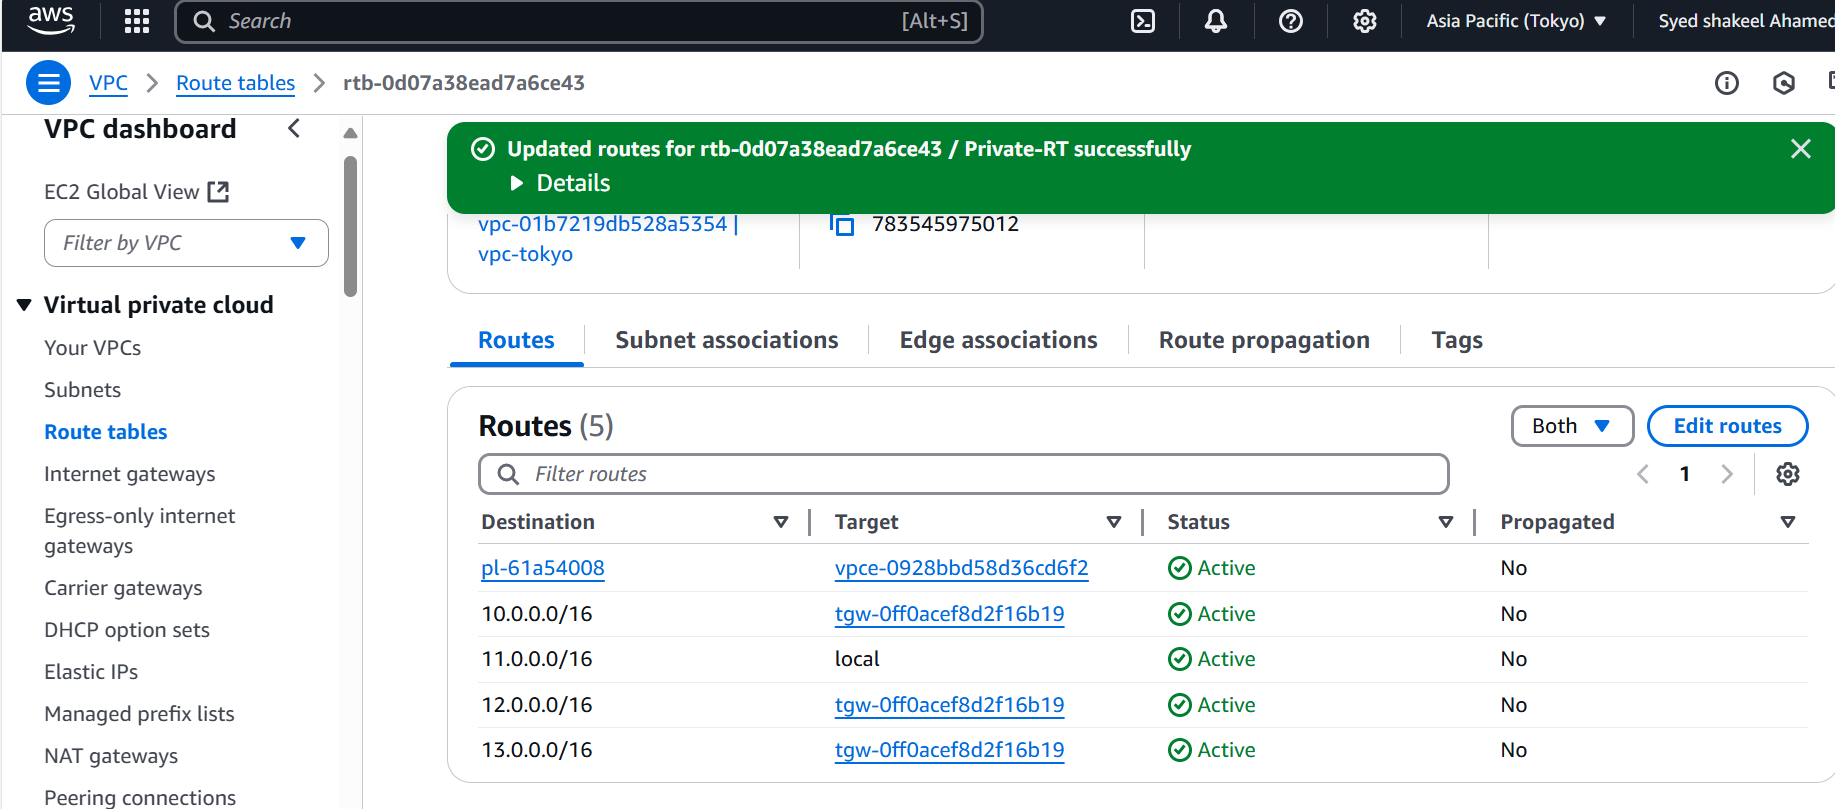 aws
Search
[Alt+S]
Asia Pacific (Tokyo)
Syed shakeel Ahamed
VPC
Route tables
rtb-0d07a38ead7a6ce43
VPC dashboard
EC2 Global View
Filter by VPC
Virtual private cloud
Your VPCs
Subnets
Route tables
Internet gateways
Egress-only internet
gateways
Carrier gateways
DHCP option sets
Elastic IPs
Managed prefix lists
NAT gateways
Peering connections
Updated routes for rtb-0d07a38ead7a6ce43 / Private-RT successfully
Details
vpc-01b7219db528a5354 |
vpc-tokyo
783545975012
Routes
Subnet associations
Edge associations
Route propagation
Tags
Routes (5)
Both
Edit routes
Filter routes
1
Destination Target Status Propagated
pl-61a54008 vpce-0928bbd58d36cd6f2 Active No
10.0.0.0/16 tgw-0ff0acef8d2f16b19 Active No
11.0.0.0/16 local Active No
12.0.0.0/16 tgw-0ff0acef8d2f16b19 Active No
13.0.0.0/16 tgw-0ff0acef8d2f16b19 Active No